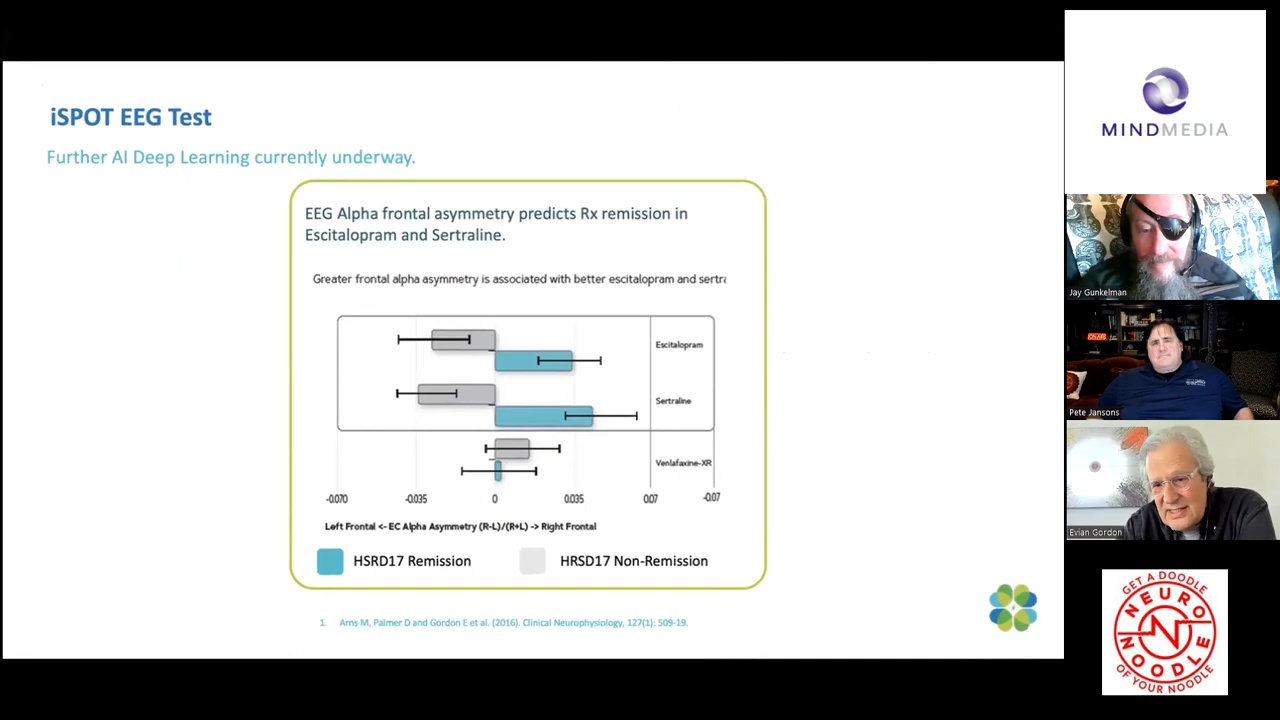 iSPOT EEG Test
Further AI Deep Learning currently underway.
EEG Alpha frontal asymmetry predicts Rx remission in
Escitalopram and Sertraline.
Greater frontal alpha asymmetry is associated with better escitalopram and sertra
Escitalopram
Sertraline
Venlafaxine-XR
-0.070 -0.035 0 0.035 0.07 -0.07
Left Frontal <- EC Alpha Asymmetry (R-L)/(R+L) -> Right Frontal
HSRD17 Remission HRSD17 Non-Remission
1. Arns M, Palmer D and Gordon E et al. (2016). Clinical Neurophysiology, 127(1): 509-19.
MINDMEDIA
Jay Gunkelman
Pete Jansons
Evian Gordon
GET A DOODLE
NEURO
N
NOODLE
OF YOUR NOODLE